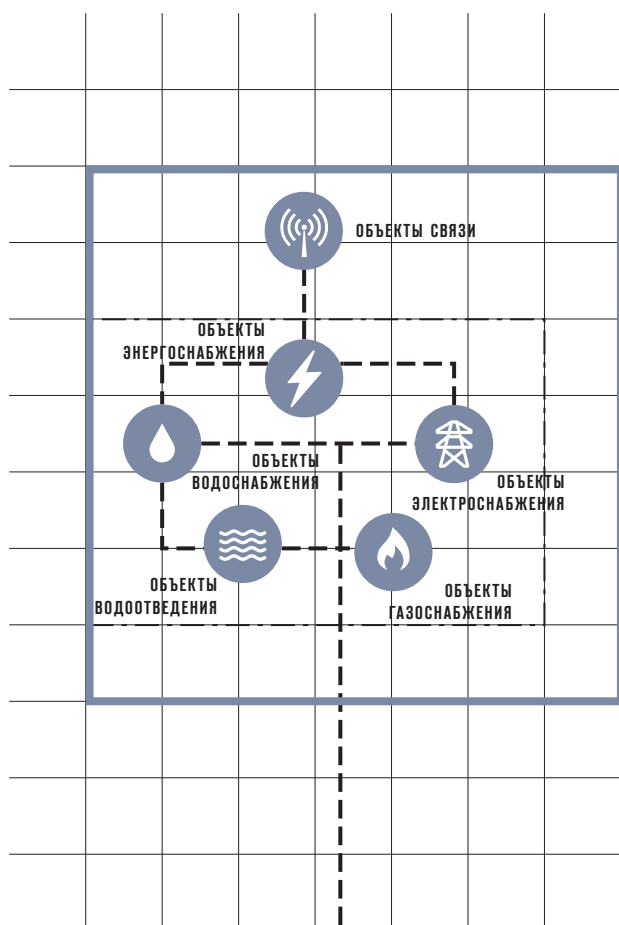 ОБЪЕКТЫ СВЯЗИ
ОБЪЕКТЫ
ЭНЕРГОСНАБЖЕНИЯ
ОБЪЕКТЫ
ВОДОСНАБЖЕНИЯ
ОБЪЕКТЫ
ЭЛЕКТРОСНАБЖЕНИЯ
ОБЪЕКТЫ
ВОДООТВЕДЕНИЯ
ОБЪЕКТЫ
ГАЗОСНАБЖЕНИЯ